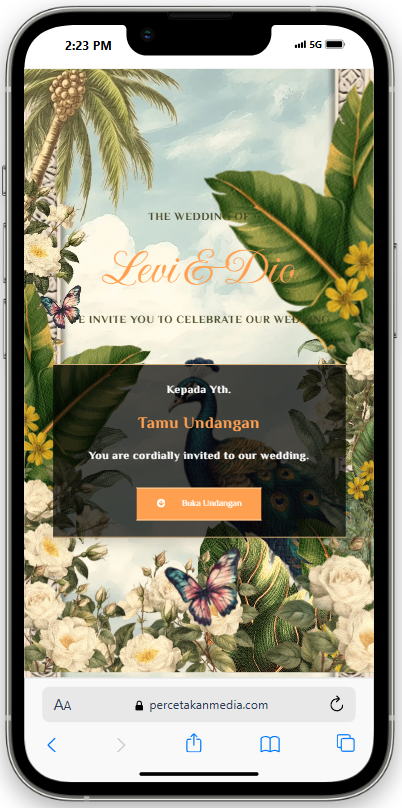 2:23 PM
5G
THE WEDDING OF
Levi & Dio
WE INVITE YOU TO CELEBRATE OUR WEDDING
Kepada Yth.
Tamu Undangan
You are cordially invited to our wedding.
Buka Undangan
AA
percetakanmedia.com